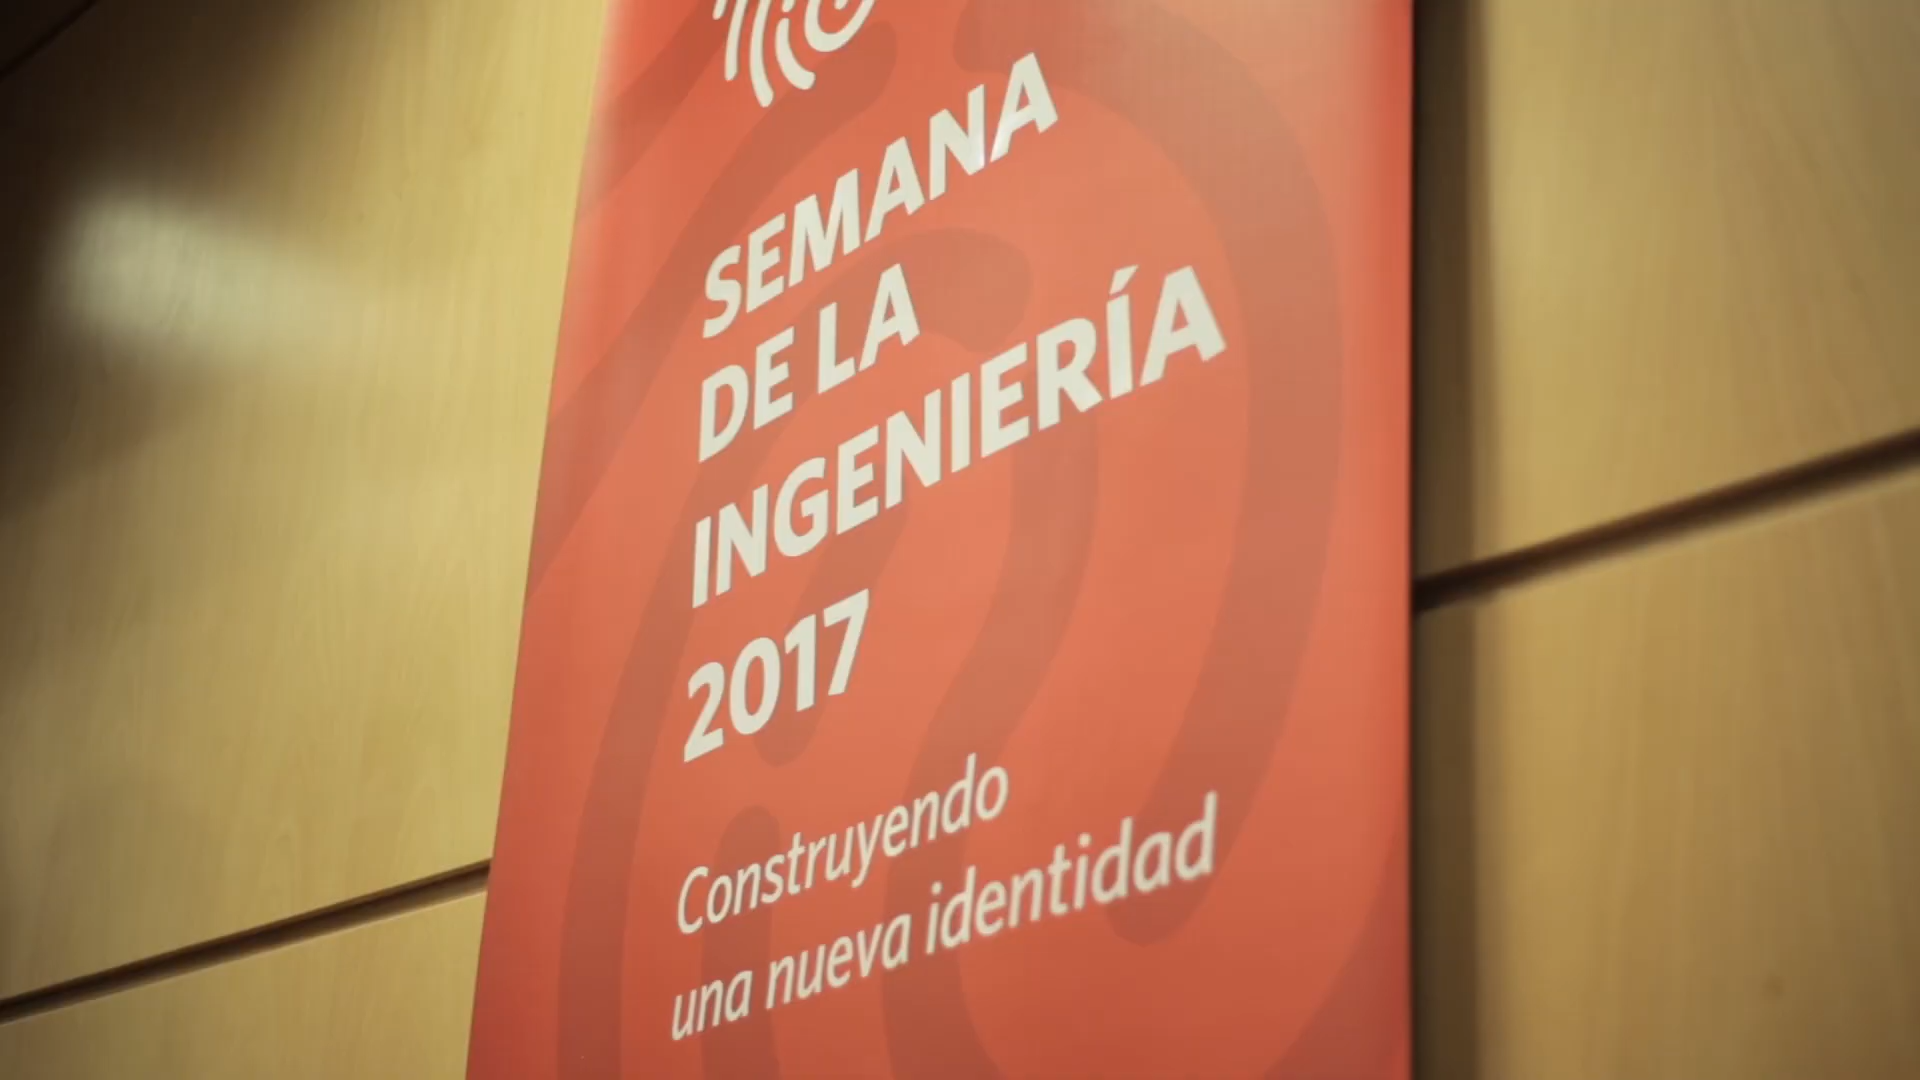 SEMANA
DE LA
INGENIERÍA
2017
Construyendo
una nueva identidad